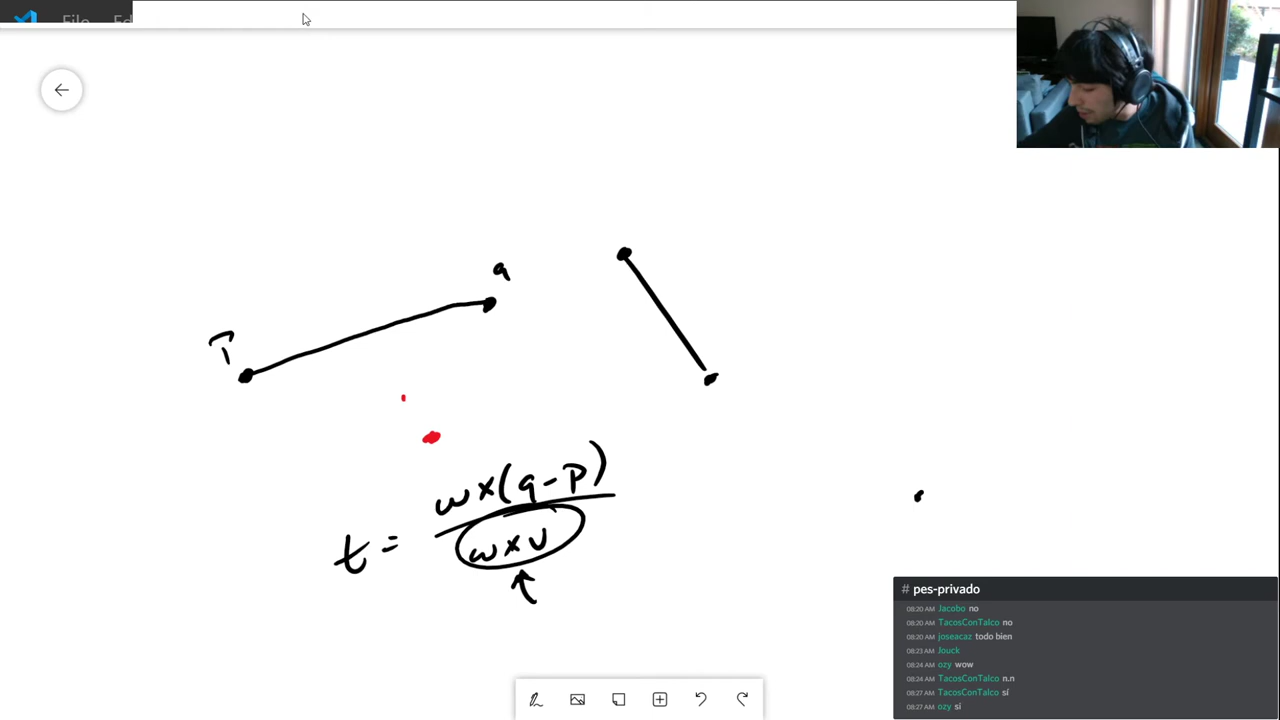 File Ed
q
P
w×(q-P)
t=
w×v
# pes-privado
08:20 AM Jacobo no
08:20 AM TacosConTalco no
08:20 AM joseacaz todo bien
08:23 AM Jouck
08:24 AM ozy wow
08:24 AM TacosConTalco n.n
08:27 AM TacosConTalco sí
08:27 AM ozy sí